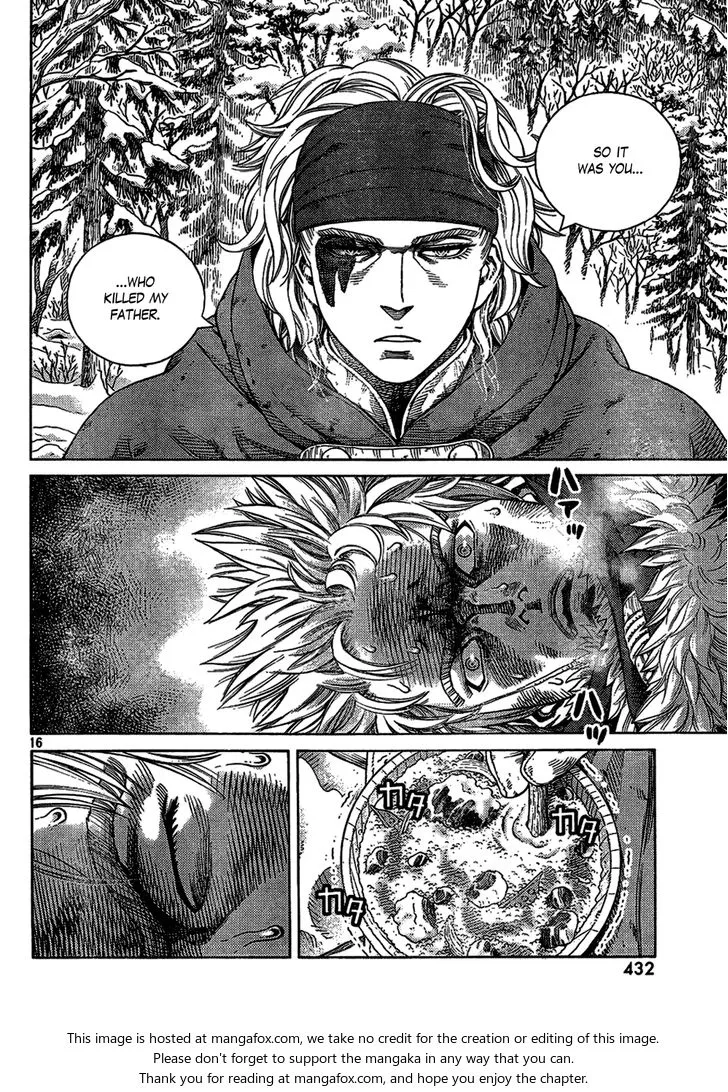 SO IT
WAS YOU...
...WHO
KILLED MY
FATHER.
ハァッ
ハァッ
16
カタ
カタ
カタ
432
This image is hosted at mangafox.com, we take no credit for the creation or editing of this image.
Please don't forget to support the mangaka in any way that you can.
Thank you for reading at mangafox.com, and hope you enjoy the chapter.